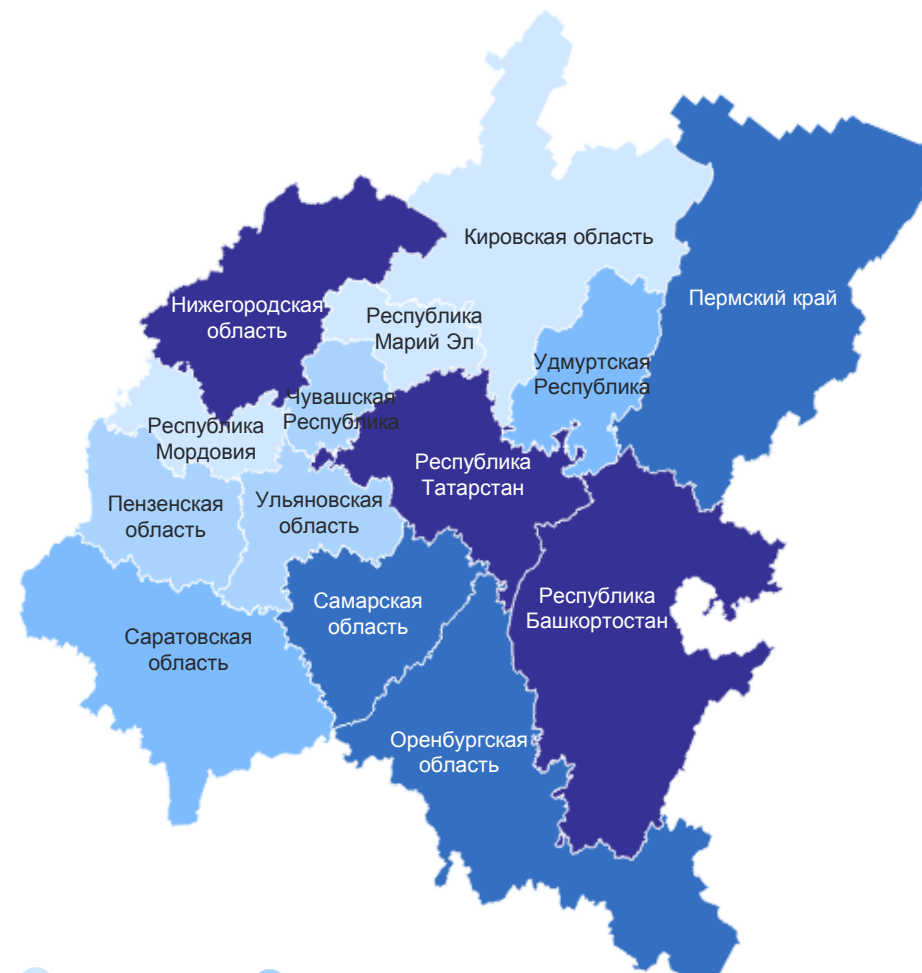 Кировская область
Пермский край
Нижегородская
область
Республика
Марий Эл
Удмуртская
Республика
Чувашская
Республика
Республика
Мордовия
Республика
Татарстан
Пензенская
область
Ульяновская
область
Республика
Башкортостан
Самарская
область
Саратовская
область
Оренбургская
область